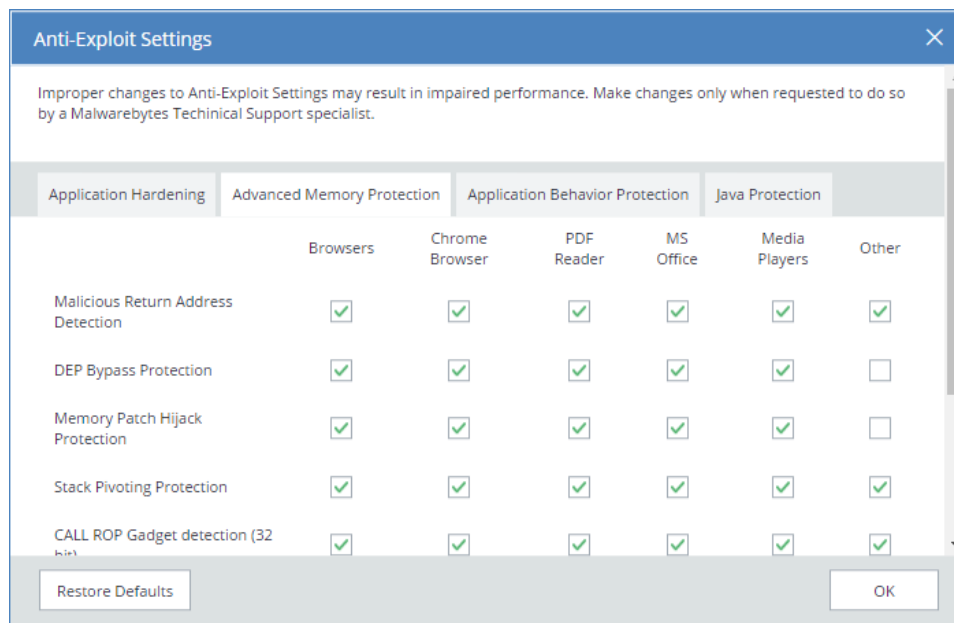 Anti-Exploit Settings
Improper changes to Anti-Exploit Settings may result in impaired performance. Make changes only when requested to do so
by a Malwarebytes Techinical Support specialist.
Application Hardening Advanced Memory Protection Application Behavior Protection Java Protection
Browsers Chrome Browser PDF Reader MS Office Media Players Other
Malicious Return Address
Detection
DEP Bypass Protection
Memory Patch Hijack
Protection
Stack Pivoting Protection
CALL ROP Gadget detection (32
bit)
Restore Defaults OK